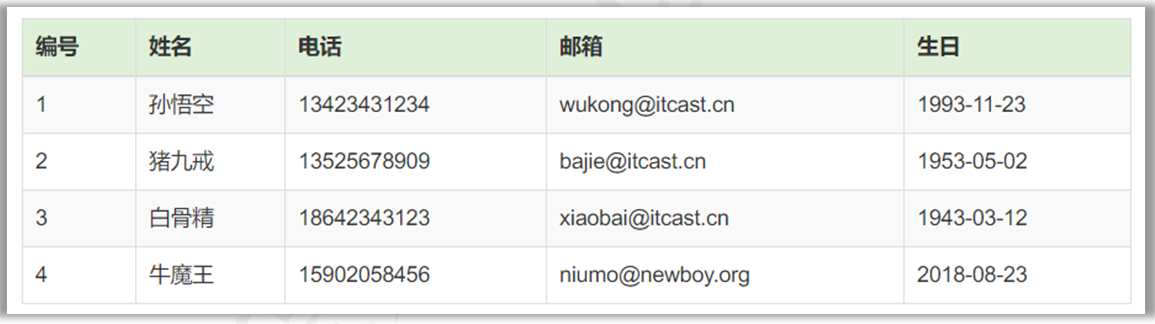 编号 姓名 电话 邮箱 生日
1 孙悟空 13423431234 wukong@itcast.cn 1993-11-23
2 猪九戒 13525678909 bajie@itcast.cn 1953-05-02
3 白骨精 18642343123 xiaobai@itcast.cn 1943-03-12
4 牛魔王 15902058456 niumo@newboy.org 2018-08-23